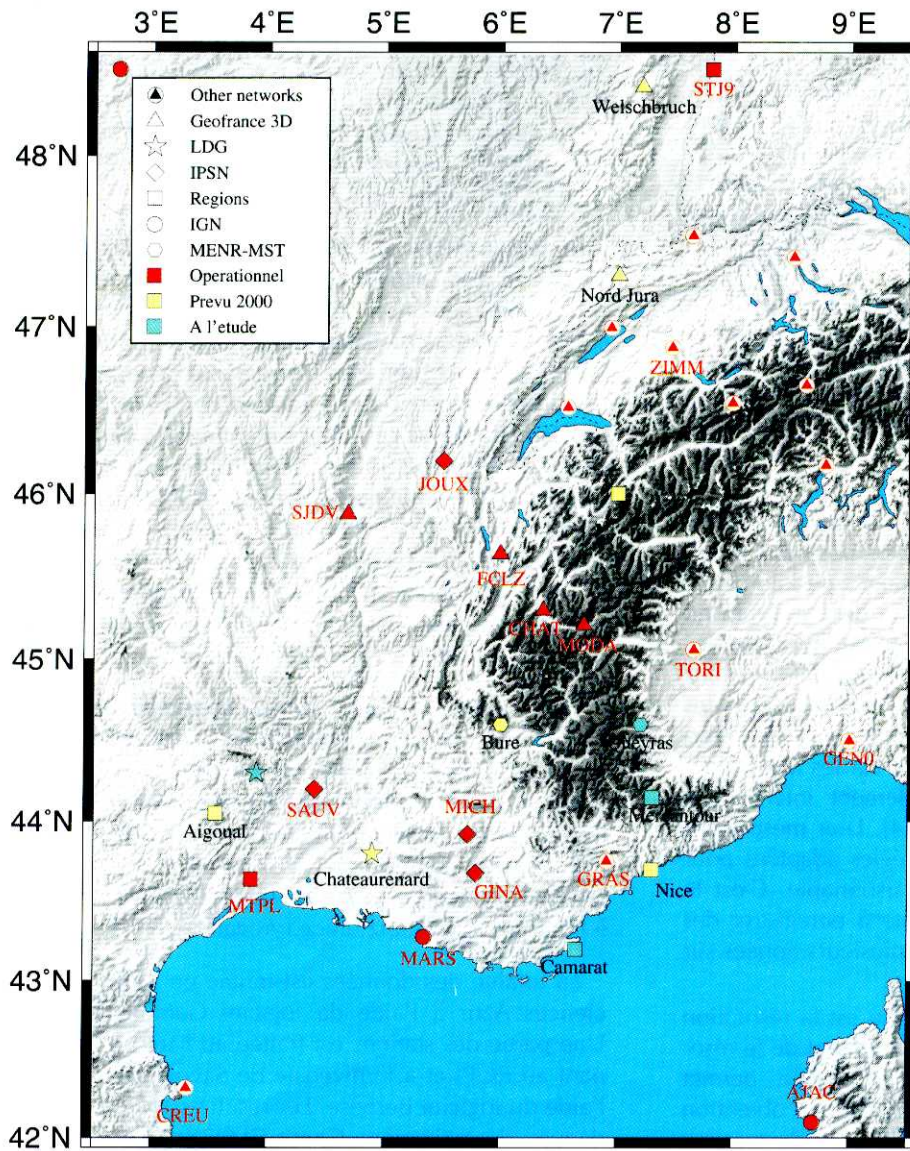 3°E 4°E 5°E 6°E 7°E 8°E 9°E
Other networks
Geofrance 3D
LDG
IPSN
Regions
IGN
MENR-MST
Operationnel
Prevu 2000
A l'etude
STJ9
Welschbruch
48°N
Nord Jura
47°N
ZIMM
JOUX
46°N
SJDV
FCLZ
CHAT
MODA
45°N
TORI
Bure
Queyras
GEN0
SAUV
MICH
Mercantour
44°N
Aigoual
Chateaurenard
GINA
GRAS
Nice
MTPL
MARS
Camarat
43°N
CREU
AJAC
42°N